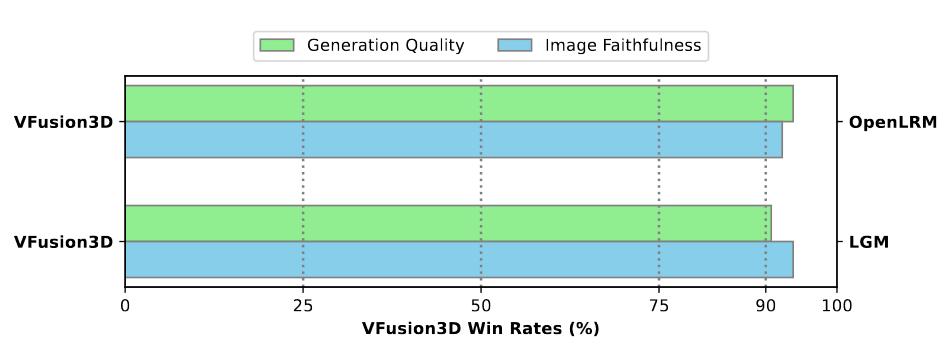 Generation Quality Image Faithfulness
VFusion3D OpenLRM
VFusion3D LGM
0 25 50 75 90 100
VFusion3D Win Rates (%)